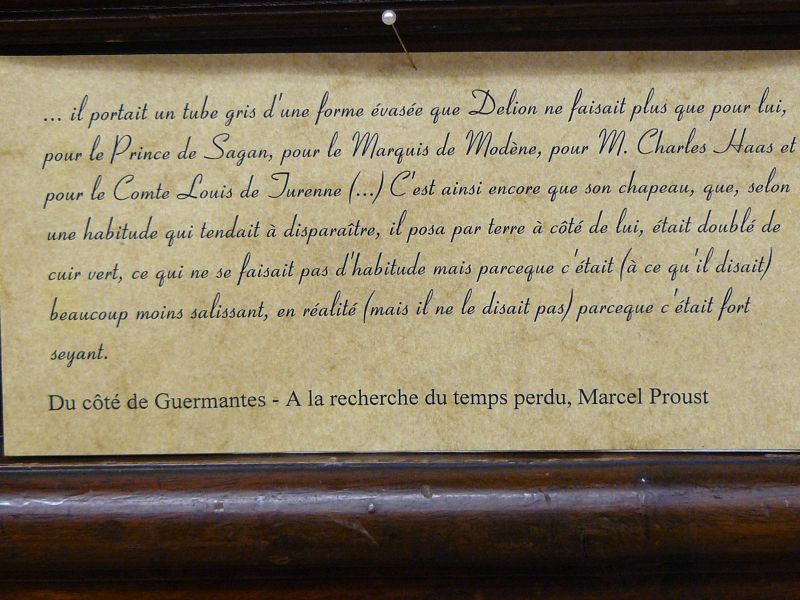 ... il portait un tube gris d'une forme évasée que Delion ne faisait plus que pour lui,
pour le Prince de Sagan, pour le Marquis de Modène, pour M. Charles Haas et
pour le Comte Louis de Turenne (...) C'est ainsi encore que son chapeau, que, selon
une habitude qui tendait à disparaître, il posa par terre à côté de lui, était doublé de
cuir vert, ce qui ne se faisait pas d'habitude mais parceque c'était (à ce qu'il disait)
beaucoup moins salissant, en réalité (mais il ne le disait pas) parceque c'était fort
seyant.
Du côté de Guermantes - A la recherche du temps perdu, Marcel Proust